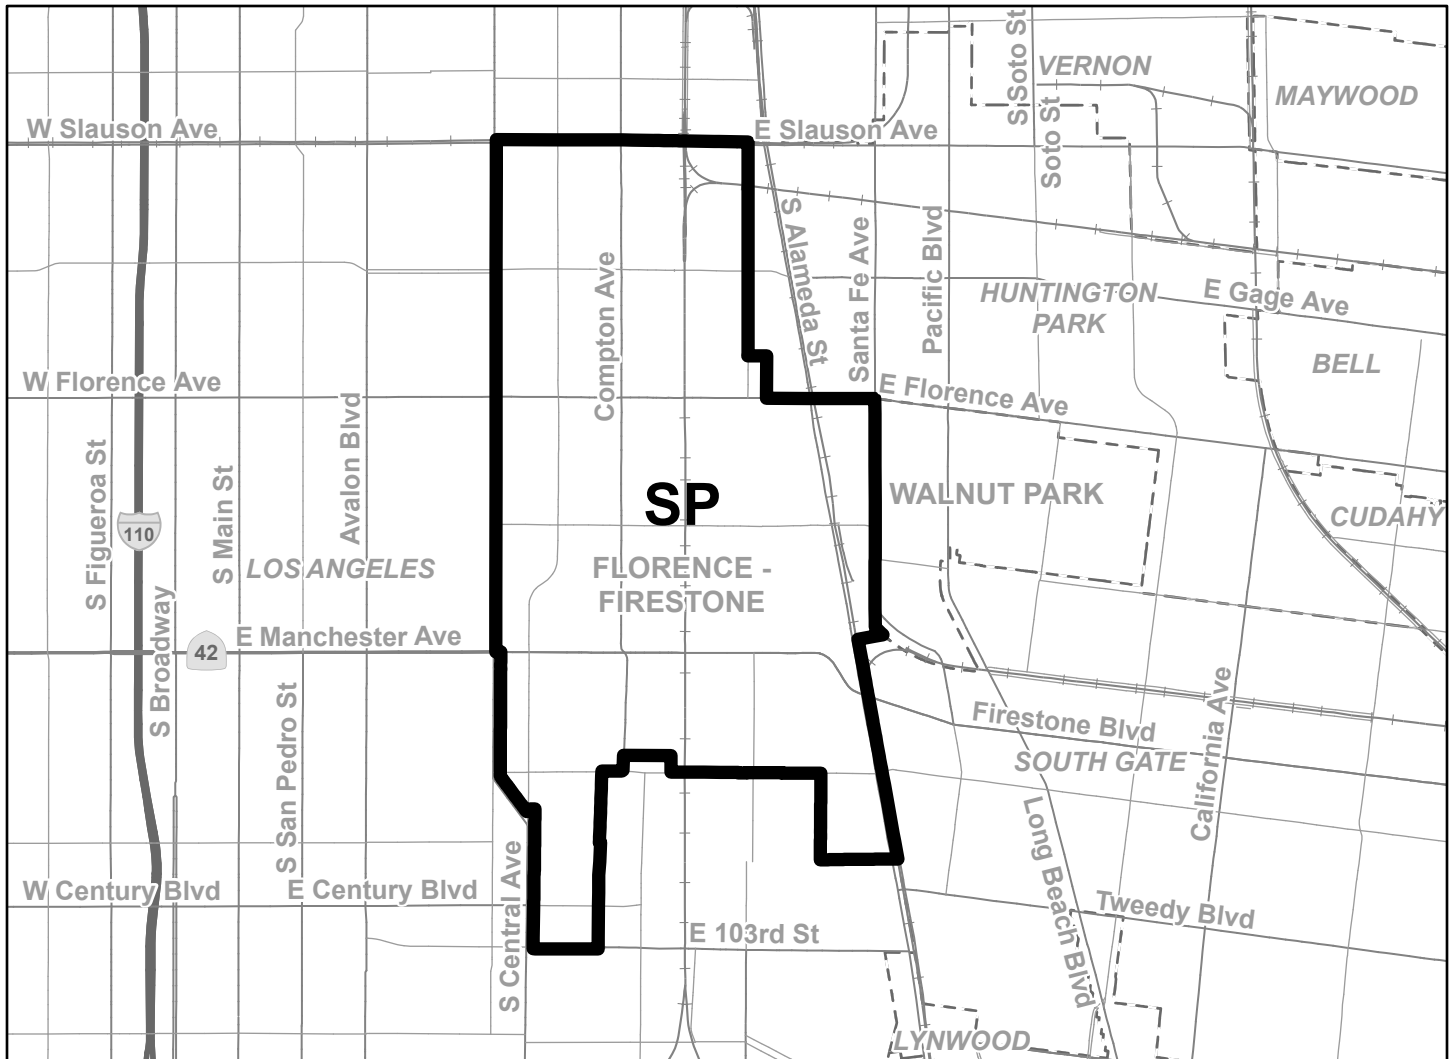 S Soto St
VERNON
MAYWOOD
W Slauson Ave
E Slauson Ave
Soto St
S Alameda St
Santa Fe Ave
Pacific Blvd
Compton Ave
HUNTINGTON
PARK
E Gage Ave
BELL
W Florence Ave
E Florence Ave
Avalon Blvd
S Figueroa St
S Main St
SP
WALNUT PARK
CUDAHY
110
LOS ANGELES
FLORENCE -
FIRESTONE
S Broadway
42
E Manchester Ave
S San Pedro St
California Ave
Firestone Blvd
SOUTH GATE
Long Beach Blvd
S Central Ave
W Century Blvd
E Century Blvd
Tweedy Blvd
E 103rd St
LYNWOOD